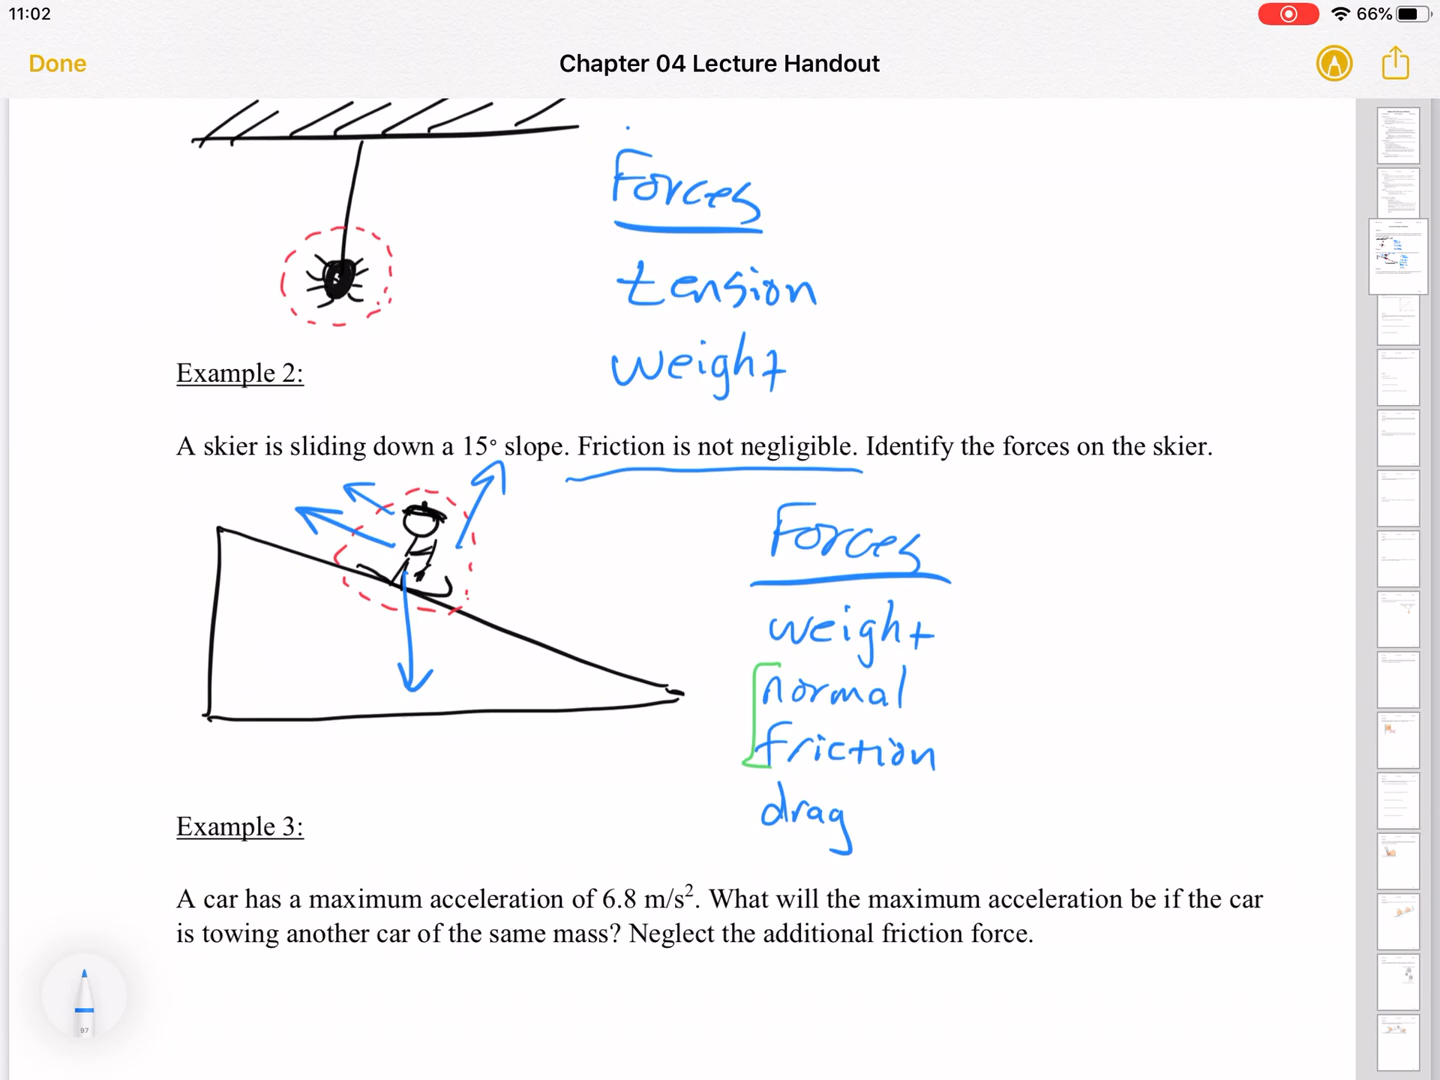 11:02
66%
Done
Chapter 04 Lecture Handout
Forces
tension
weight
Example 2:
A skier is sliding down a 15° slope. Friction is not negligible. Identify the forces on the skier.
Forces
weight
normal
friction
drag
Example 3:
A car has a maximum acceleration of 6.8 m/s². What will the maximum acceleration be if the car
is towing another car of the same mass? Neglect the additional friction force.
97